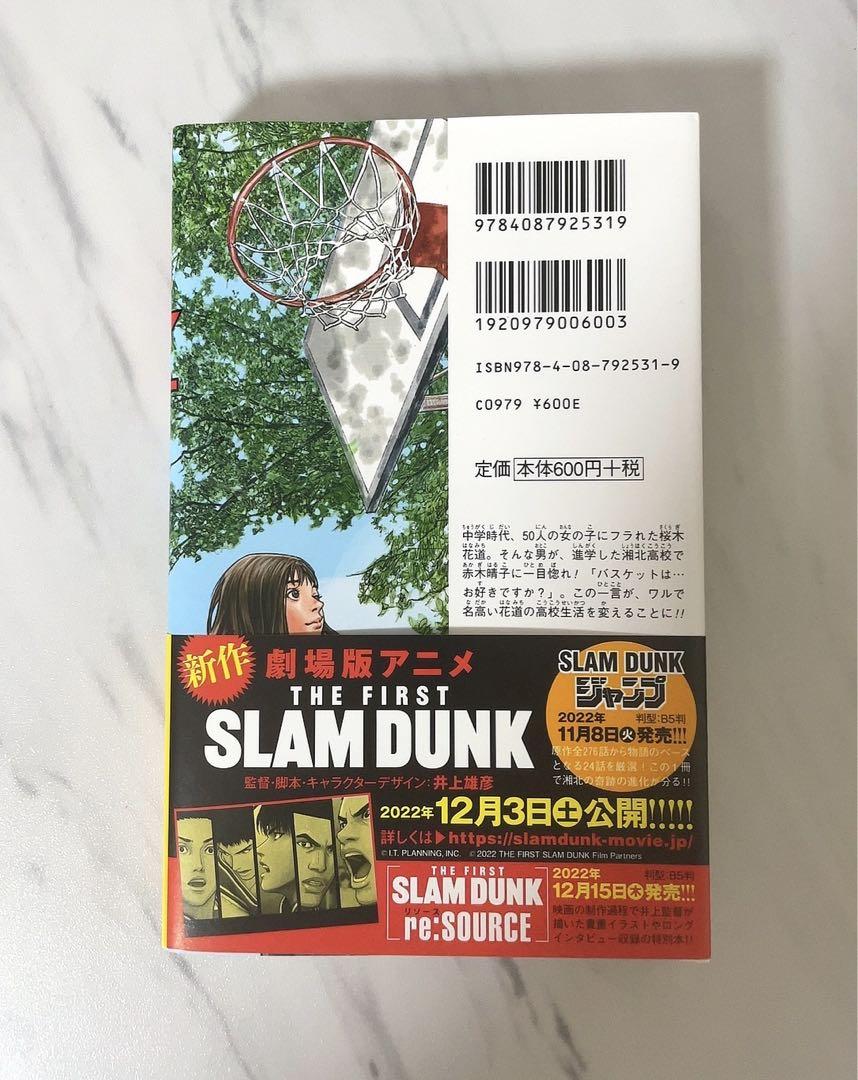 9784087925319
1920979006003
ISBN978-4-08-792531-9
C0979 ¥600E
定価 本体600円+税
中学時代、50人の女の子にフラれた桜木
花道。そんな男が、進学した湘北高校で
赤木晴子に一目惚れ!「バスケットは…
お好きですか?」。この一言が、ワルで
名高い花道の高校生活を変えることに!!
新作
劇場版アニメ
THE FIRST
SLAM DUNK
監督・脚本・キャラクターデザイン:井上雄彦
SLAM DUNK
ジャンプ
2022年 判型:B5判
11月8日火発売!!!
原作全276話から物語のベース
となる24話を厳選!この1冊
で湘北の奇跡の進化が分る!!
2022年12月3日土公開!!!!!
詳しくは▶https://slamdunk-movie.jp/
©I.T. PLANNING, INC. ©2022 THE FIRST SLAM DUNK Film Partners
THE FIRST
SLAM DUNK
リソース
re:SOURCE
2022年 判型:B5判
12月15日木発売!!!
映画の制作過程で井上監督が
描いた貴重イラストやロング
インタビュー収録の特別本!!